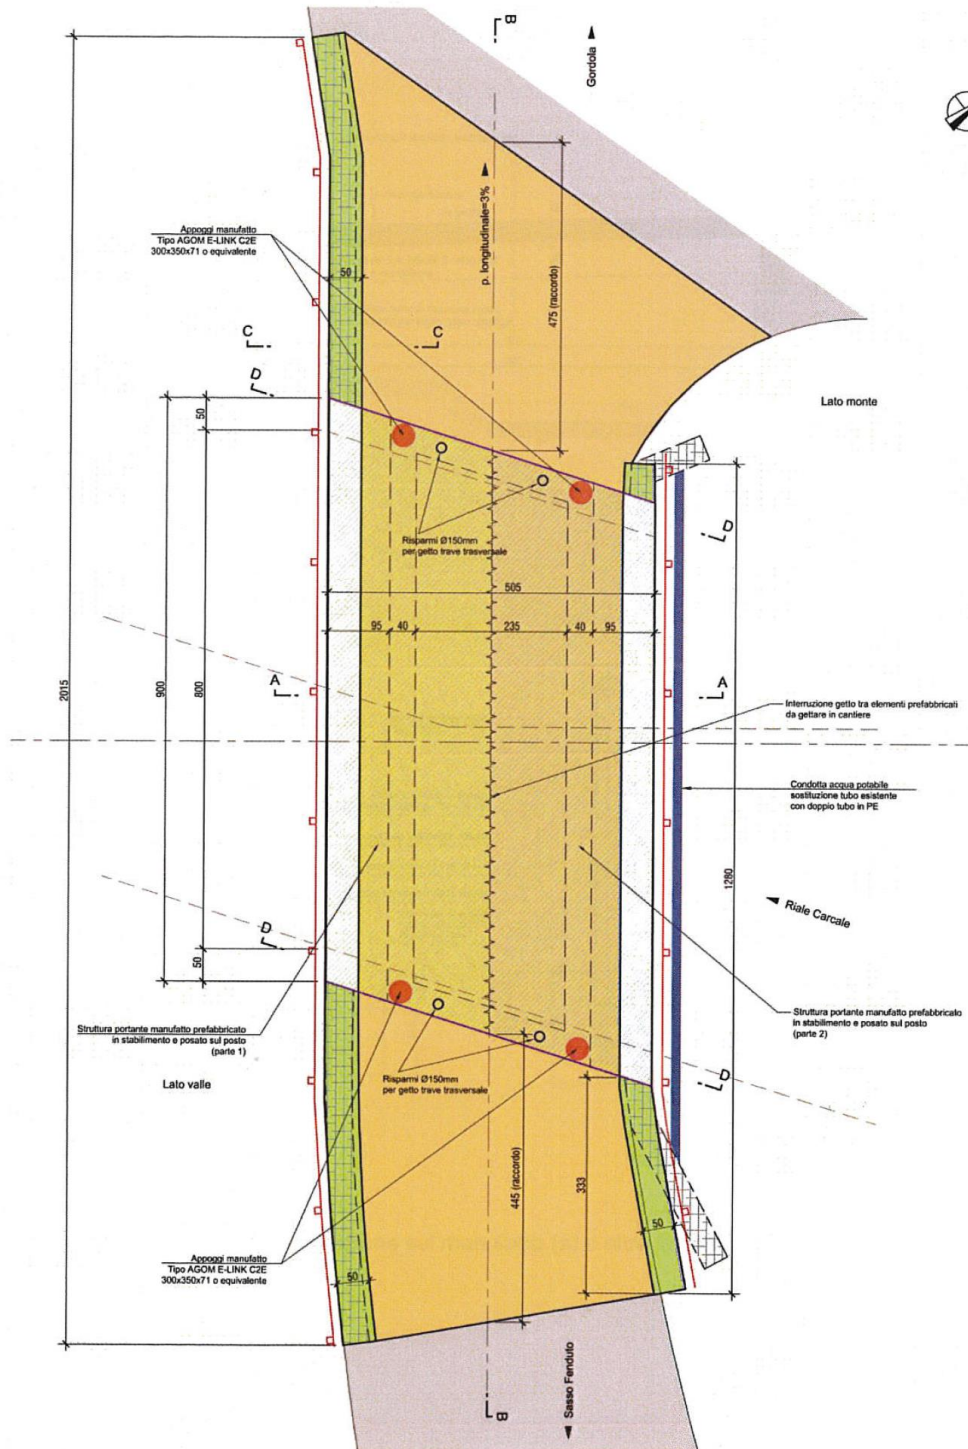 B
Gordola
p. longitudinale=3%
475 (raccordo)
Appoggi manufatto
Tipo AGOM E-LINK C2E
300x350x71 o equivalente
50
C
C
D
Lato monte
50
2015
900
800
Risparmi Ø150mm
per getto trave trasversale
D
505
95
40
235
40
95
A
A
Interruzione getto tra elementi prefabbricati
da gettare in cantiere
Condotta acqua potabile
sostituzione tubo esistente
con doppio tubo in PE
1280
Riale Carcale
D
50
Struttura portante manufatto prefabbricato
in stabilimento e posato sul posto
(parte 1)
Struttura portante manufatto prefabbricato
in stabilimento e posato sul posto
(parte 2)
Lato valle
Risparmi Ø150mm
per getto trave trasversale
D
445 (raccordo)
333
50
Appoggi manufatto
Tipo AGOM E-LINK C2E
300x350x71 o equivalente
50
Sasso Fenduto
B